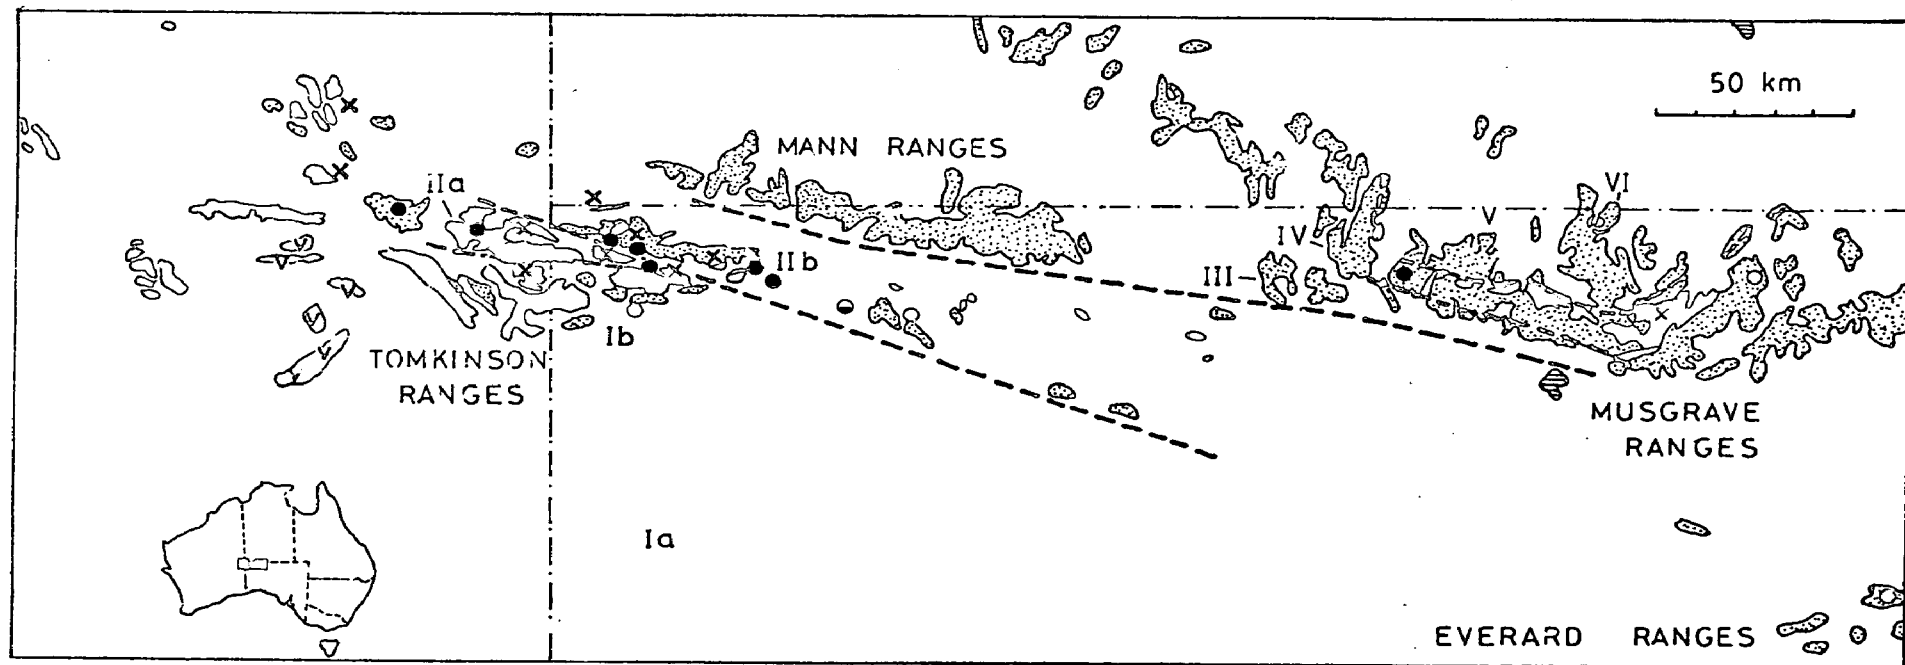 50 km
MANN RANGES
IIa
VI
V
IV
IIb
III
Ib
TOMKINSON
RANGES
MUSGRAVE
RANGES
Ia
EVERARD RANGES